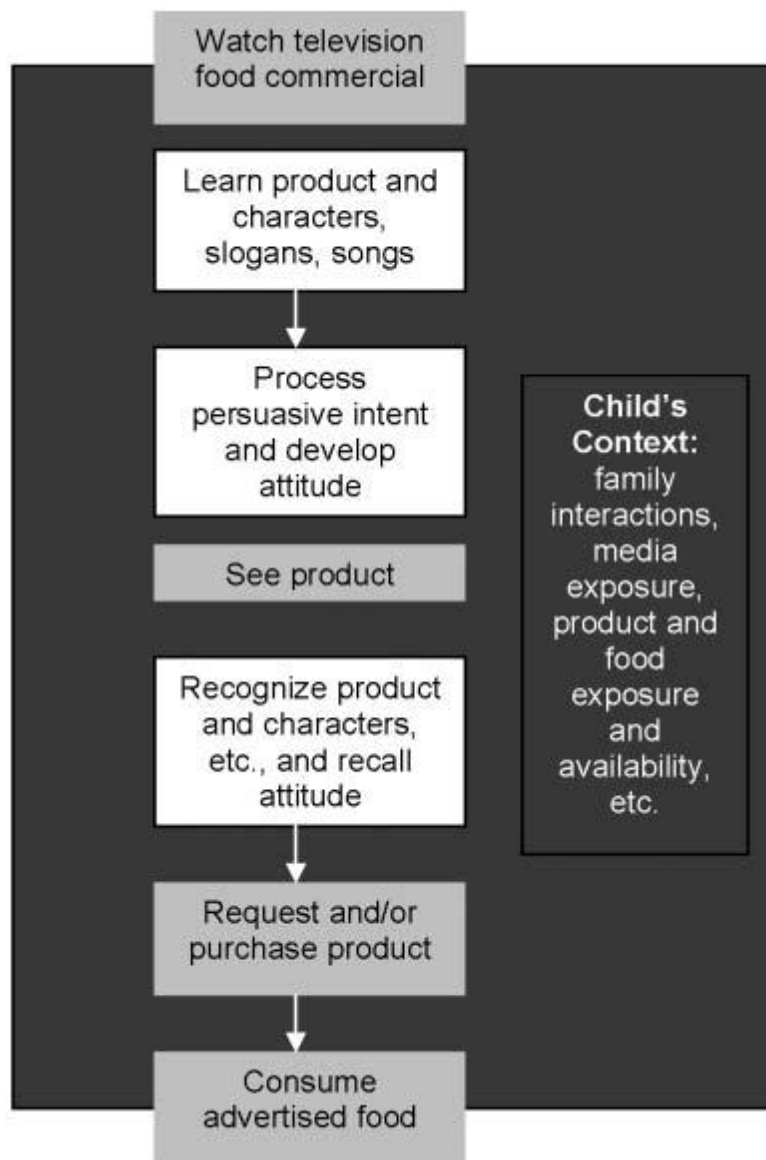 Watch television
food commercial
Learn product and
characters,
slogans, songs
Process
persuasive intent
and develop
attitude
See product
Recognize product
and characters,
etc., and recall
attitude
Request and/or
purchase product
Consume
advertised food
Child's
Context:
family
interactions,
media
exposure,
product and
food
exposure
and
availability,
etc.